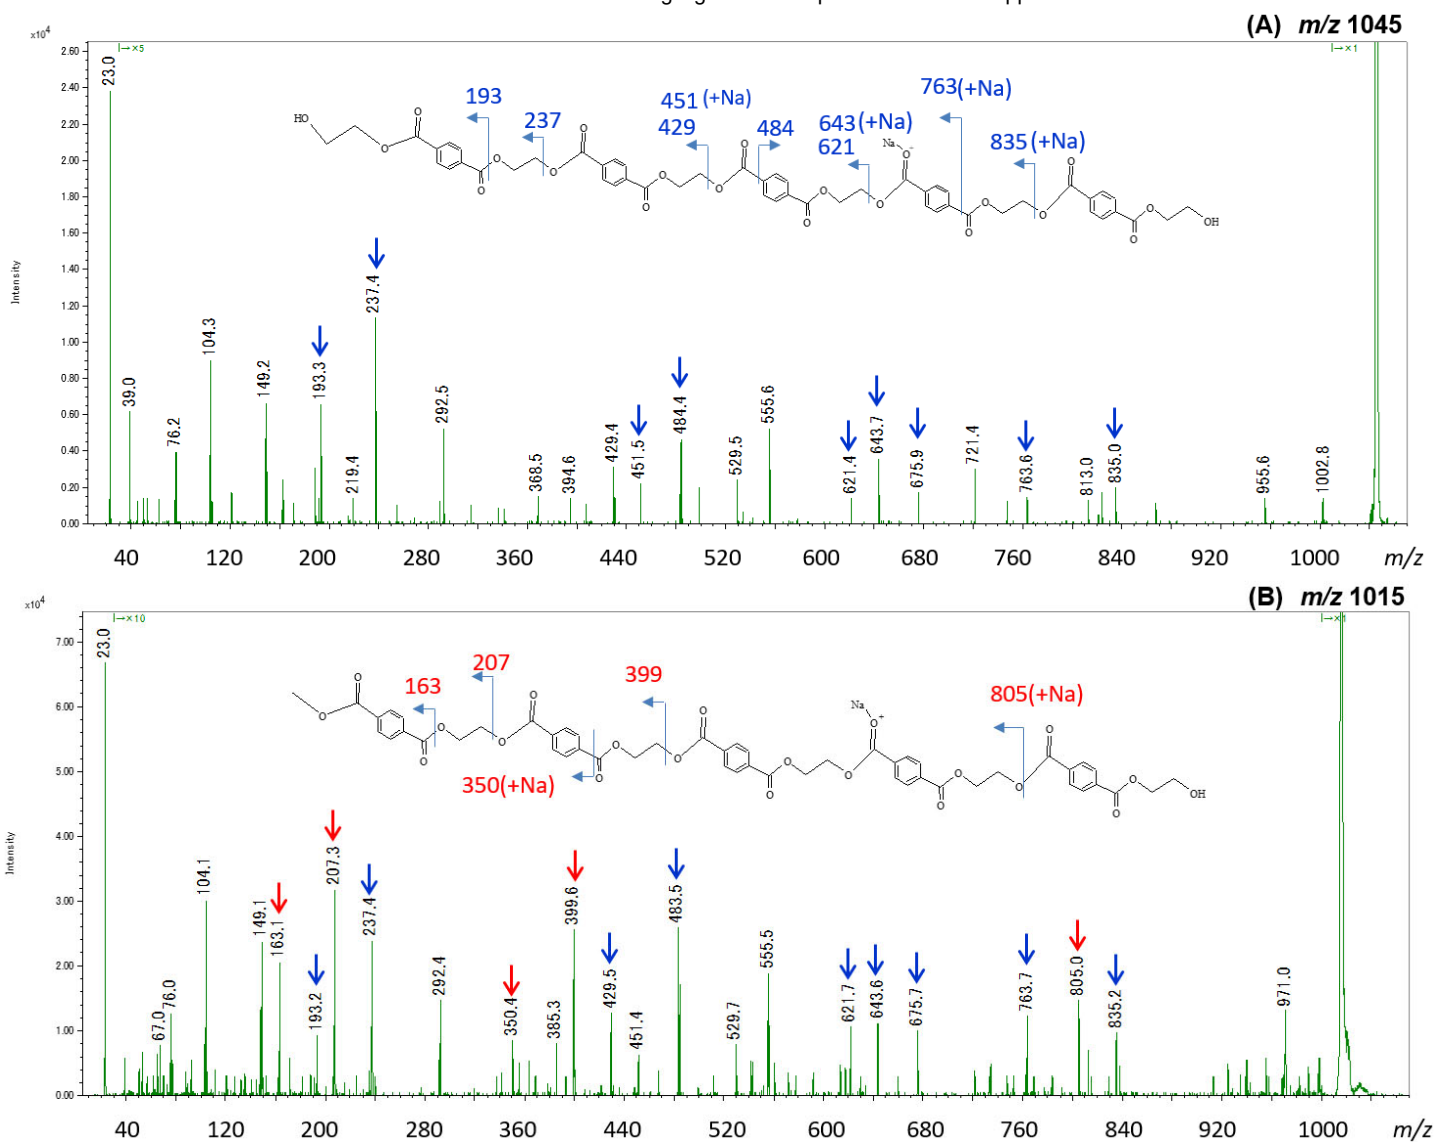 (A) m/z 1045
x10⁴
|→×5
|→×1
2.60
2.40
2.20
2.00
1.80
1.60
1.40
1.20
1.00
0.80
0.60
0.40
0.20
0.00
Intensity
193
237
451 (+Na)
429
484
643(+Na)
621
763(+Na)
835(+Na)
HO
O
O
O
O
O
O
O
O
O
O
O
O
Na
O⁻
O
O
O
O
O
O
O
OH
23.0
39.0
76.2
104.3
149.2
193.3
219.4
237.4
292.5
368.5
394.6
429.4
451.5
484.4
529.5
555.6
621.4
643.7
675.9
721.4
763.6
813.0
835.0
955.6
1002.8
40 120 200 280 360 440 520 600 680 760 840 920 1000 m/z
(B) m/z 1015
x10⁴
|→×10
|→×1
7.00
6.00
5.00
4.00
3.00
2.00
1.00
0.00
Intensity
163
207
399
350(+Na)
805(+Na)
O
O
O
O
O
O
O
O
O
O
O
O
Na
O⁺
O
O
O
O
O
O
O
OH
23.0
67.0
76.0
104.1
149.1
163.1
193.2
207.3
237.4
292.4
350.4
385.3
399.6
429.5
451.4
483.5
529.7
555.5
621.7
643.6
675.7
763.7
805.0
835.2
971.0
40 120 200 280 360 440 520 600 680 760 840 920 1000 m/z